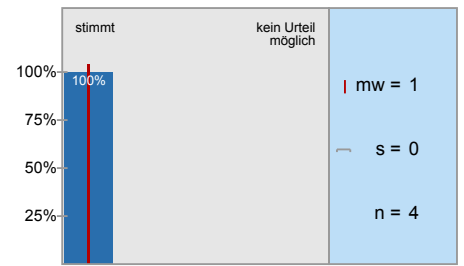 stimmt
kein Urteil
möglich
100%
100%
75%
50%
25%
mw = 1
s = 0
n = 4